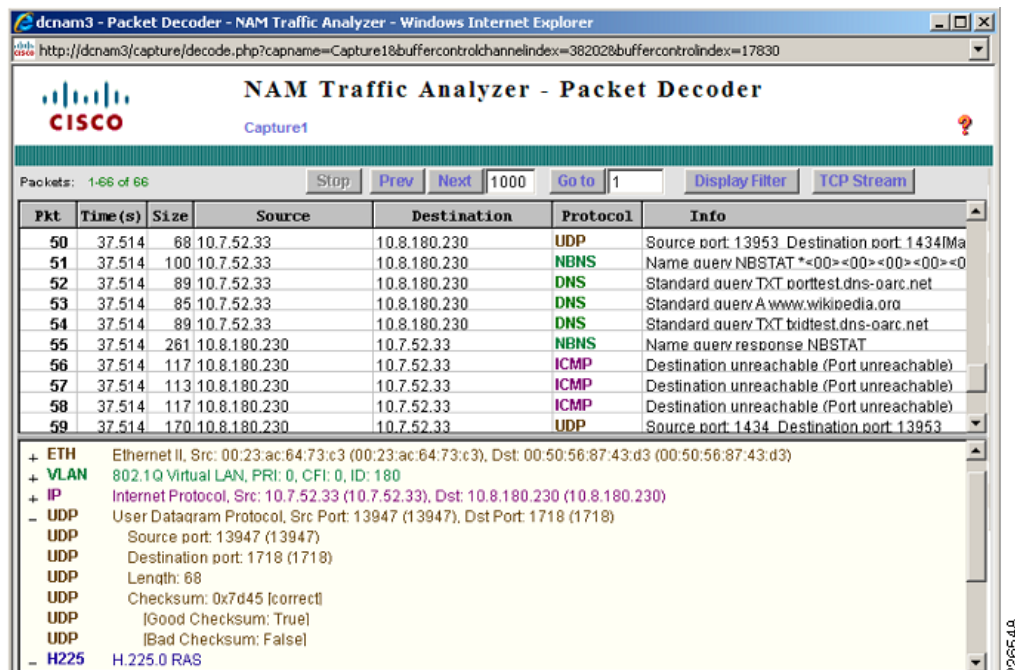 dcnam3 - Packet Decoder - NAM Traffic Analyzer - Windows Internet Explorer
http://dcnam3/capture/decode.php?capname=Capture1&buffercontrolchannelindex=38202&buffercontrolindex=17830
CISCO
NAM Traffic Analyzer - Packet Decoder
Capture1
Packets: 1-66 of 66 Stop Prev Next 1000 Go to 1 Display Filter TCP Stream
Pkt Time(s) Size Source Destination Protocol Info
50 37.514 68 10.7.52.33 10.8.180.230 UDP Source port: 13953 Destination port: 1434[Ma
51 37.514 100 10.7.52.33 10.8.180.230 NBNS Name query NBSTAT *<00><00><00><00><0
52 37.514 89 10.7.52.33 10.8.180.230 DNS Standard query TXT porttest.dns-oarc.net
53 37.514 85 10.7.52.33 10.8.180.230 DNS Standard query A www.wikipedia.org
54 37.514 89 10.7.52.33 10.8.180.230 DNS Standard query TXT txidtest.dns-oarc.net
55 37.514 261 10.8.180.230 10.7.52.33 NBNS Name query response NBSTAT
56 37.514 117 10.8.180.230 10.7.52.33 ICMP Destination unreachable (Port unreachable)
57 37.514 113 10.8.180.230 10.7.52.33 ICMP Destination unreachable (Port unreachable)
58 37.514 117 10.8.180.230 10.7.52.33 ICMP Destination unreachable (Port unreachable)
59 37.514 170 10.8.180.230 10.7.52.33 UDP Source port: 1434 Destination port: 13953
+ ETH Ethernet II, Src: 00:23:ac:64:73:c3 (00:23:ac:64:73:c3), Dst: 00:50:56:87:43:d3 (00:50:56:87:43:d3)
+ VLAN 802.1Q Virtual LAN, PRI: 0, CFI: 0, ID: 180
+ IP Internet Protocol, Src: 10.7.52.33 (10.7.52.33), Dst: 10.8.180.230 (10.8.180.230)
- UDP User Datagram Protocol, Src Port: 13947 (13947), Dst Port: 1718 (1718)
UDP Source port: 13947 (13947)
UDP Destination port: 1718 (1718)
UDP Length: 68
UDP Checksum: 0x7d45 [correct]
UDP [Good Checksum: True]
UDP [Bad Checksum: False]
- H225 H.225.0 RAS